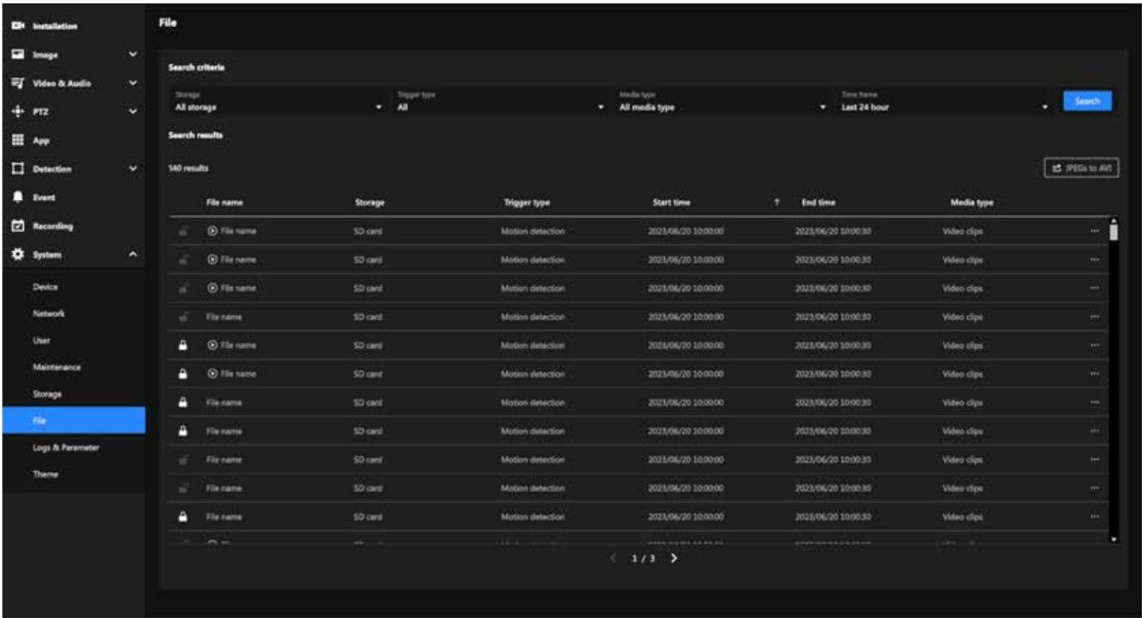 Installation
Image
Video & Audio
PTZ
App
Detection
Event
Recording
System
Device
Network
User
Maintenance
Storage
File
Logs & Parameter
Theme
File
Search criteria
Storage Trigger type Media type Time frame
All storage All All media type Last 24 hour Search
Search results
140 results JPEGs to AVI
File name Storage Trigger type Start time End time Media type
File name SD card Motion detection 2023/06/20 10:00:00 2023/06/20 10:00:30 Video clips ...
File name SD card Motion detection 2023/06/20 10:00:00 2023/06/20 10:00:30 Video clips ...
File name SD card Motion detection 2023/06/20 10:00:00 2023/06/20 10:00:30 Video clips ...
File name SD card Motion detection 2023/06/20 10:00:00 2023/06/20 10:00:30 Video clips ...
File name SD card Motion detection 2023/06/20 10:00:00 2023/06/20 10:00:30 Video clips ...
File name SD card Motion detection 2023/06/20 10:00:00 2023/06/20 10:00:30 Video clips ...
File name SD card Motion detection 2023/06/20 10:00:00 2023/06/20 10:00:30 Video clips ...
File name SD card Motion detection 2023/06/20 10:00:00 2023/06/20 10:00:30 Video clips ...
File name SD card Motion detection 2023/06/20 10:00:00 2023/06/20 10:00:30 Video clips ...
File name SD card Motion detection 2023/06/20 10:00:00 2023/06/20 10:00:30 Video clips ...
File name SD card Motion detection 2023/06/20 10:00:00 2023/06/20 10:00:30 Video clips ...
1 / 3